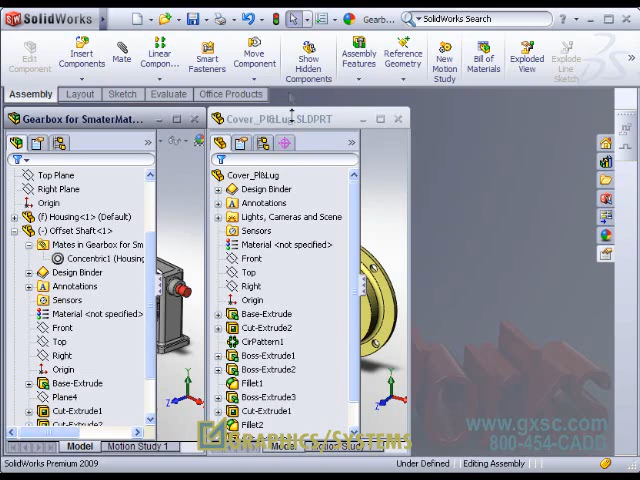 SolidWorks
Gearb...
SolidWorks Search
Edit Component
Insert Components
Mate
Linear Compon...
Smart Fasteners
Move Component
Show Hidden Components
Assembly Features
Reference Geometry
New Motion Study
Bill of Materials
Exploded View
Explode Line Sketch
Assembly Layout Sketch Evaluate Office Products
Gearbox for SmaterMat...
Top Plane
Right Plane
Origin
(f) Housing<1> (Default)
(-) Offset Shaft<1>
Mates in Gearbox for Sm
Concentric1 (Housing
Design Binder
Annotations
Sensors
Material <not specified>
Front
Top
Right
Origin
Base-Extrude
Plane4
Cut-Extrude1
Cut-Extrude2
Cover_Pl&Lug.SLDPRT
Cover_Pl&Lug
Design Binder
Annotations
Lights, Cameras and Scene
Sensors
Material <not specified>
Front
Top
Right
Origin
Base-Extrude
Cut-Extrude2
CirPattern1
Boss-Extrude1
Boss-Extrude2
Fillet1
Boss-Extrude3
Cut-Extrude1
Fillet2
Model Motion Study 1
GRAPHICS/SYSTEMS
www.gxsc.com
800-454-CADD
SolidWorks Premium 2009
Under Defined
Editing Assembly